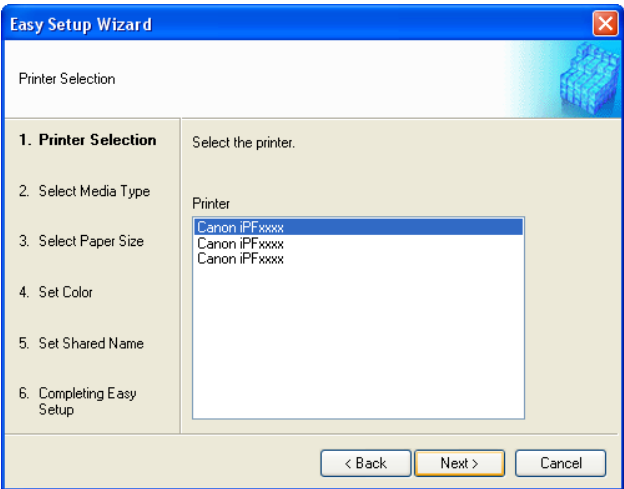 Easy Setup Wizard
Printer Selection
1. Printer Selection
2. Select Media Type
3. Select Paper Size
4. Set Color
5. Set Shared Name
6. Completing Easy
Setup
Select the printer.
Printer
Canon iPFxxxx
Canon iPFxxxx
Canon iPFxxxx
< Back
Next >
Cancel